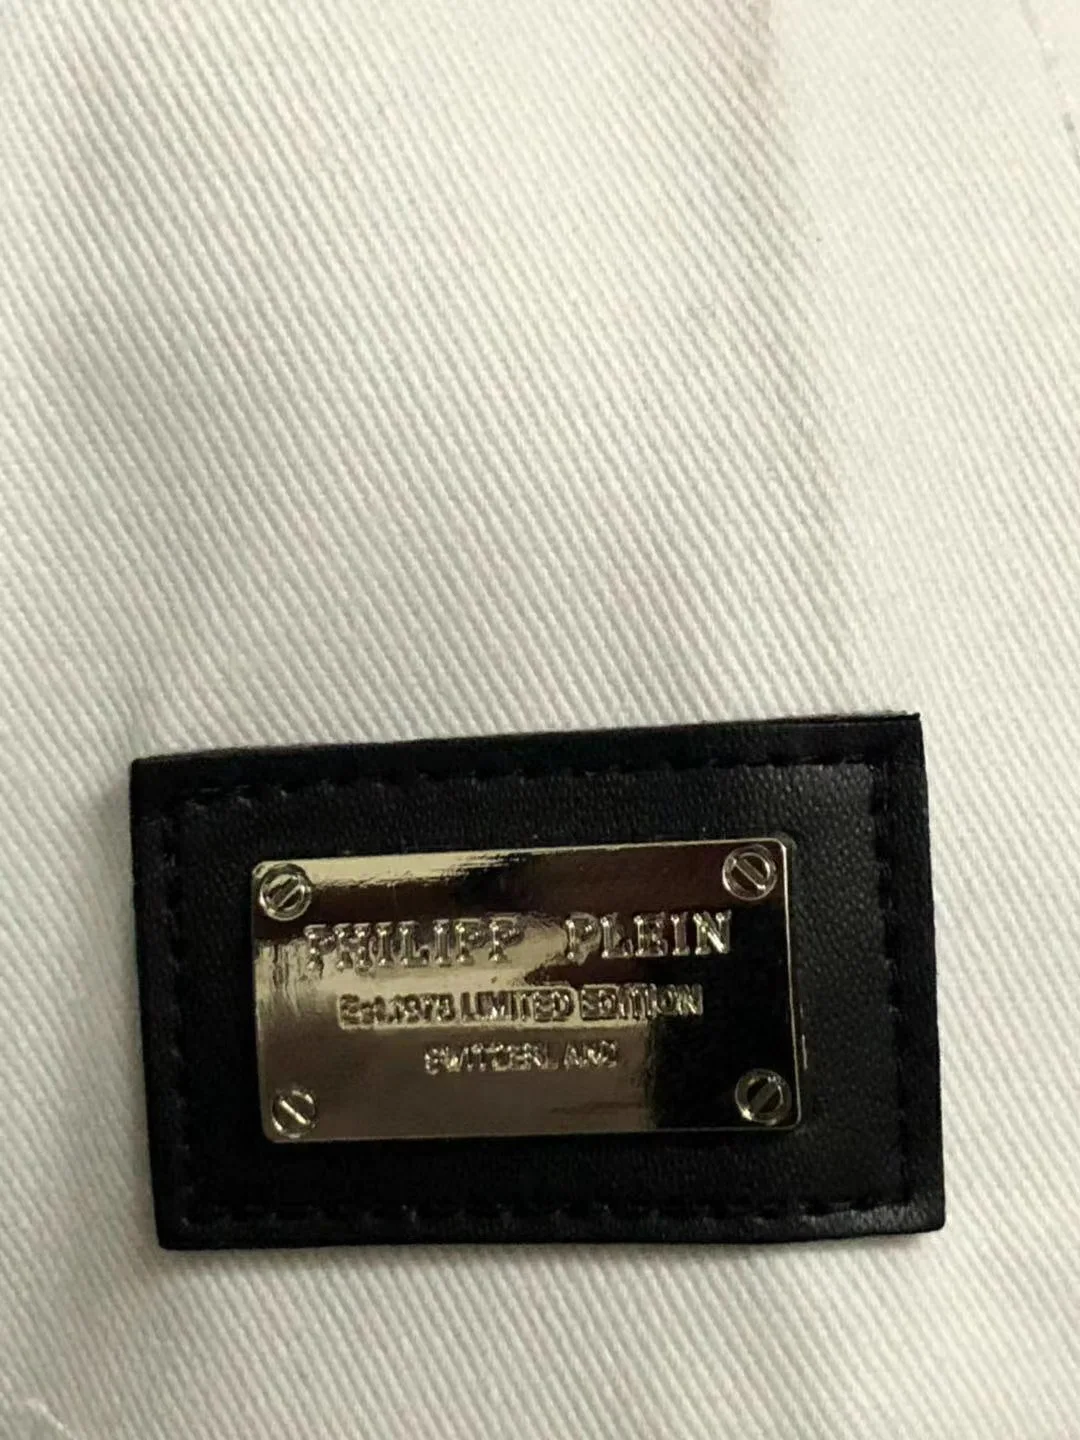 PHILIPP PLEIN
Est.1978 LIMITED EDITION
SWITZERLAND